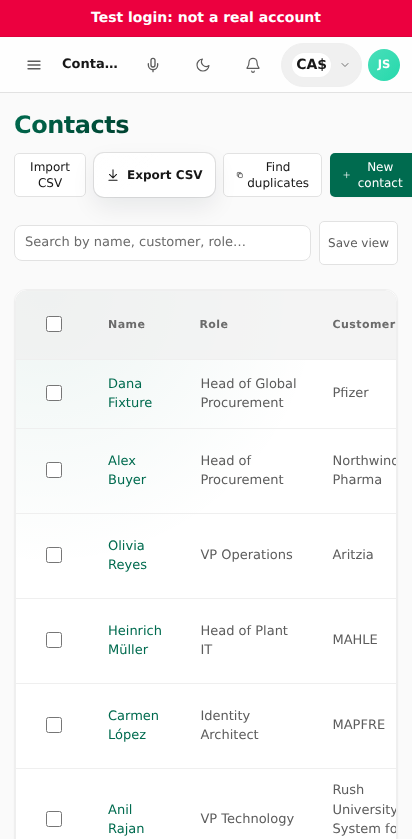 Test login: not a real account
Conta... CA$ JS
Contacts
Import CSV
Export CSV
Find duplicates
New contact
Search by name, customer, role...
Save view
Name Role Customer
Dana Fixture
Head of Global Procurement
Pfizer
Alex Buyer
Head of Procurement
Pharma
Olivia Reyes
VP Operations
Aritzia
Heinrich Müller
Head of Plant IT
MAHLE
Carmen López
Identity Architect
MAPFRE
Anil Rajan
VP Technology
Rush
University
System